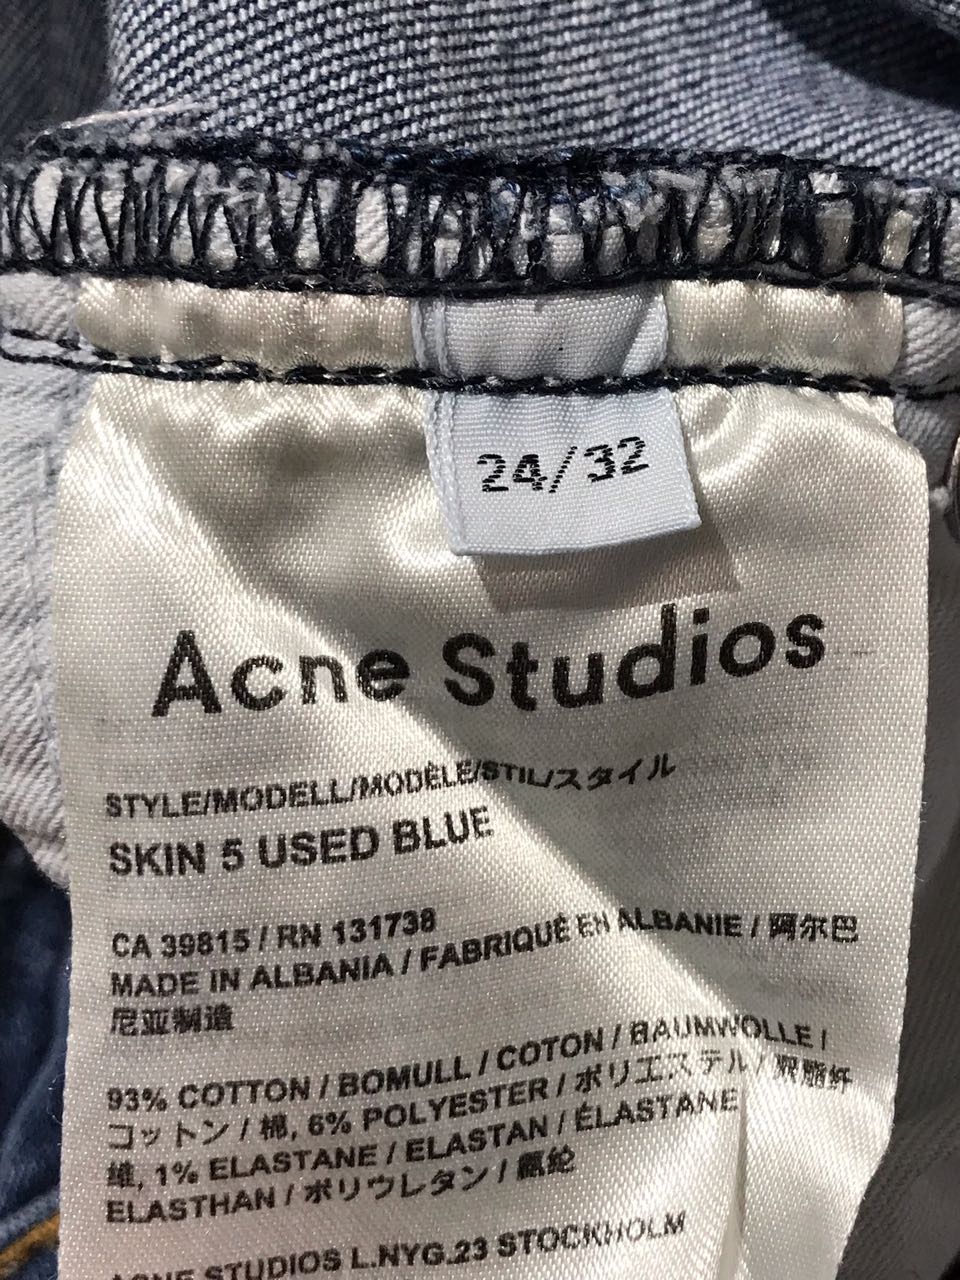 24/32
Acne Studios
STYLE/MODELL/MODÈLE/STIL/スタイル
SKIN 5 USED BLUE
CA 39815 / RN 131738
MADE IN ALBANIA / FABRIQUÉ EN ALBANIE / 阿尔巴
尼亚制造
93% COTTON / BOMULL / COTON / BAUMWOLLE /
コットン / 棉, 6% POLYESTER / ポリエステル / 聚酯纤
维, 1% ELASTANE / ELASTAN / ÉLASTANE
ELASTHAN / ポリウレタン / 氨纶
ACNE STUDIOS L.NYG.23 STOCKHOLM